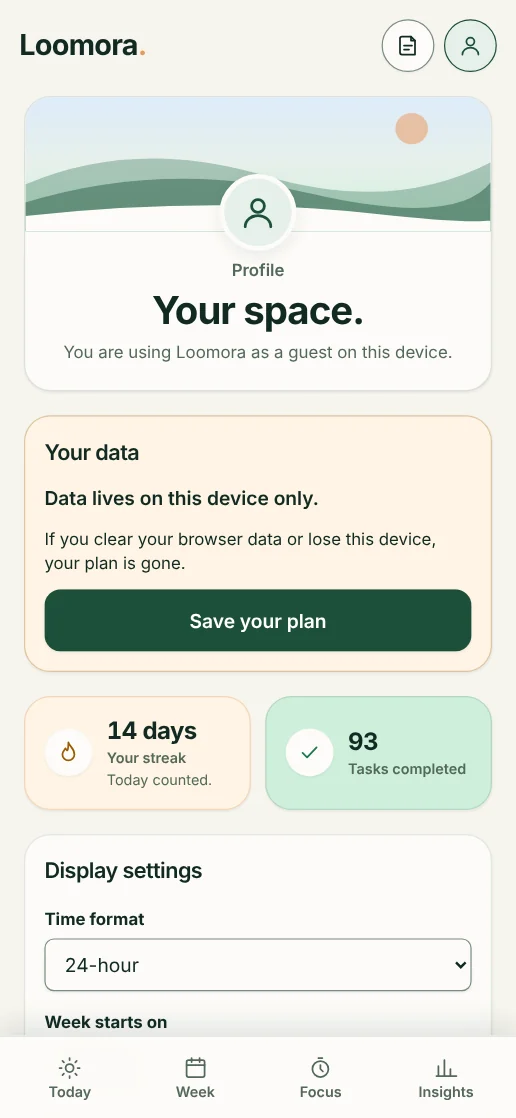 Loomora.
Profile
Your space.
You are using Loomora as a guest on this device.
Your data
Data lives on this device only.
If you clear your browser data or lose this device,
your plan is gone.
Save your plan
14 days
Your streak
Today counted.
93
Tasks completed
Display settings
Time format
24-hour
Week starts on
Today
Week
Focus
Insights